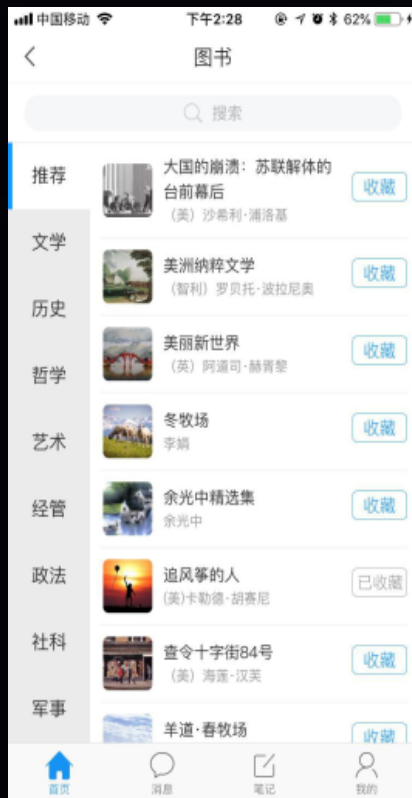 中国移动 下午2:28 62%
图书
搜索
推荐
文学
历史
哲学
艺术
经管
政法
社科
军事
大国的崩溃：苏联解体的
台前幕后
（美）沙希利·浦洛基
收藏
美洲纳粹文学
（智利）罗贝托·波拉尼奥
收藏
美丽新世界
（英）阿道司·赫胥黎
收藏
冬牧场
李娟
收藏
余光中精选集
余光中
收藏
追风筝的人
(美)卡勒德·胡赛尼
已收藏
查令十字街84号
（美）海莲·汉芙
收藏
羊道·春牧场
收藏
首页
消息
笔记
我的